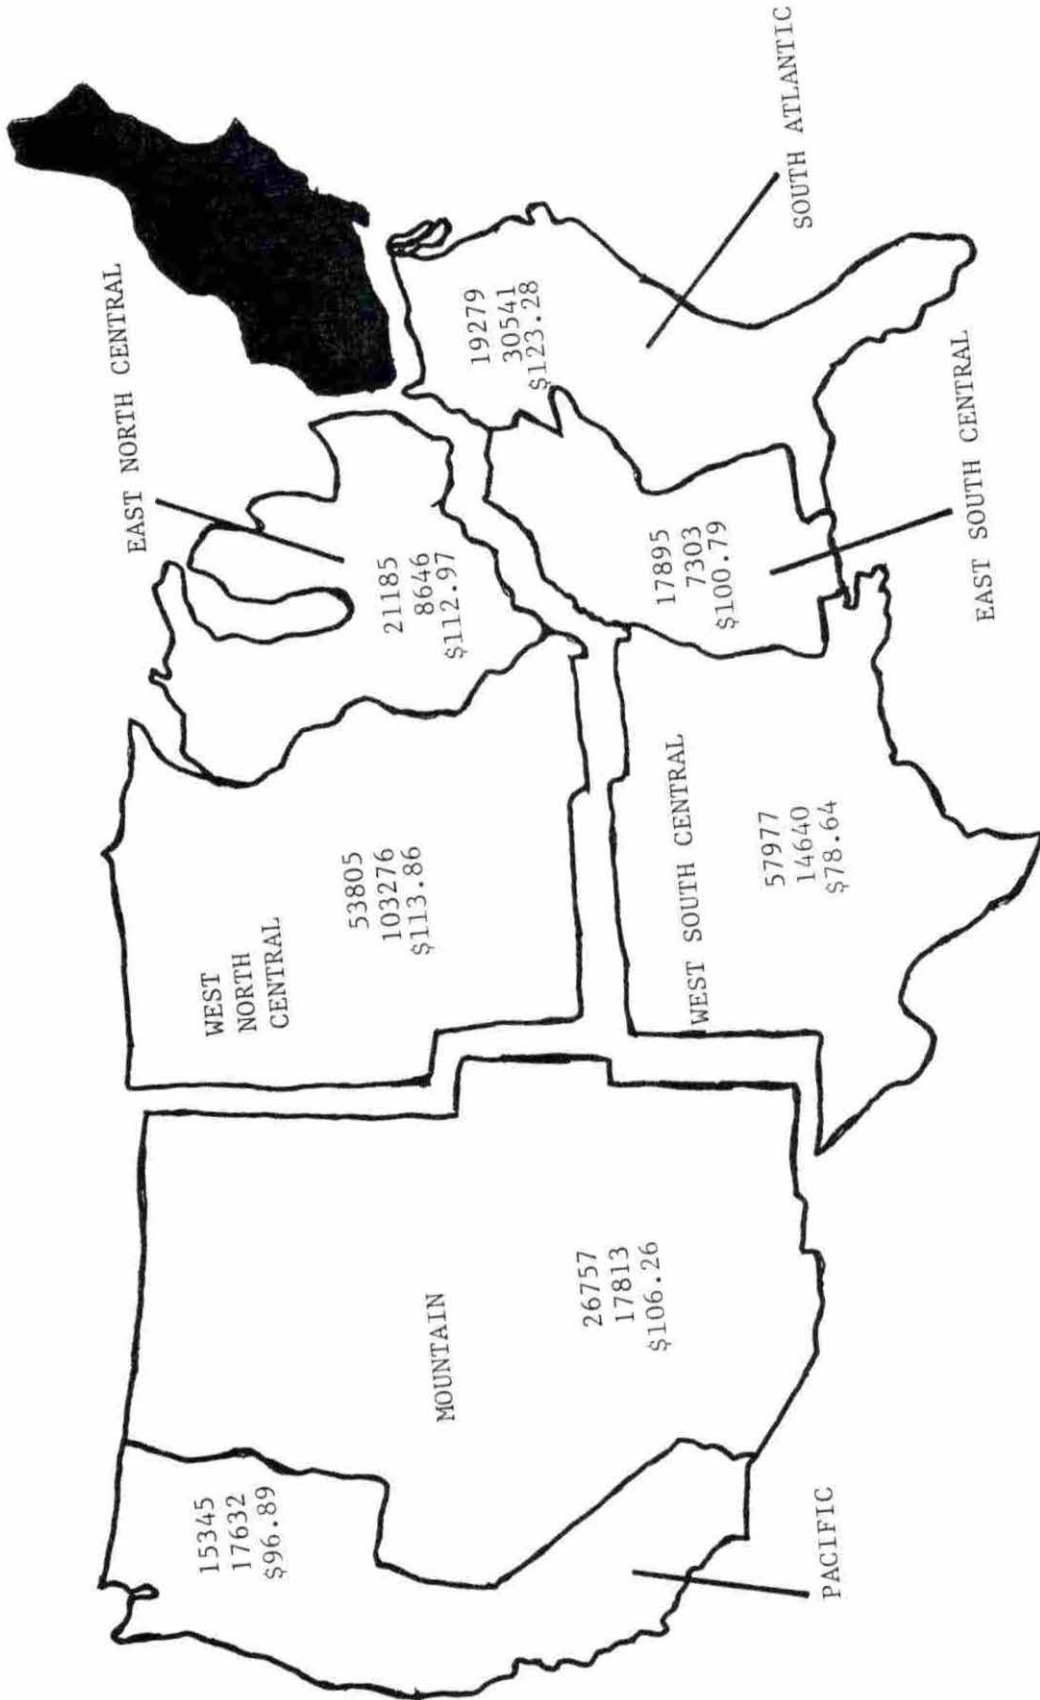 EAST NORTH CENTRAL
WEST
NORTH
CENTRAL
15345
17632
$96.89
MOUNTAIN
26757
17813
$106.26
53805
103276
$113.86
21185
8646
$112.97
19279
30541
$123.28
WEST SOUTH CENTRAL
57977
14640
$78.64
17895
7303
$100.79
PACIFIC
EAST SOUTH CENTRAL
SOUTH ATLANTIC